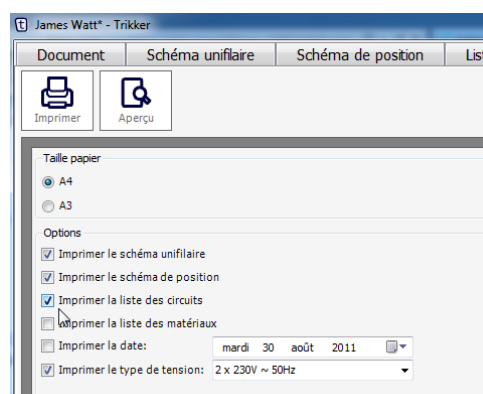 t James Watt* - Trikker
Document Schéma unifilaire Schéma de position Lis
Imprimer Aperçu
Taille papier
A4
A3
Options
Imprimer le schéma unifilaire
Imprimer le schéma de position
Imprimer la liste des circuits
Imprimer la liste des matériaux
Imprimer la date: mardi 30 août 2011
Imprimer le type de tension: 2 x 230V ~ 50Hz